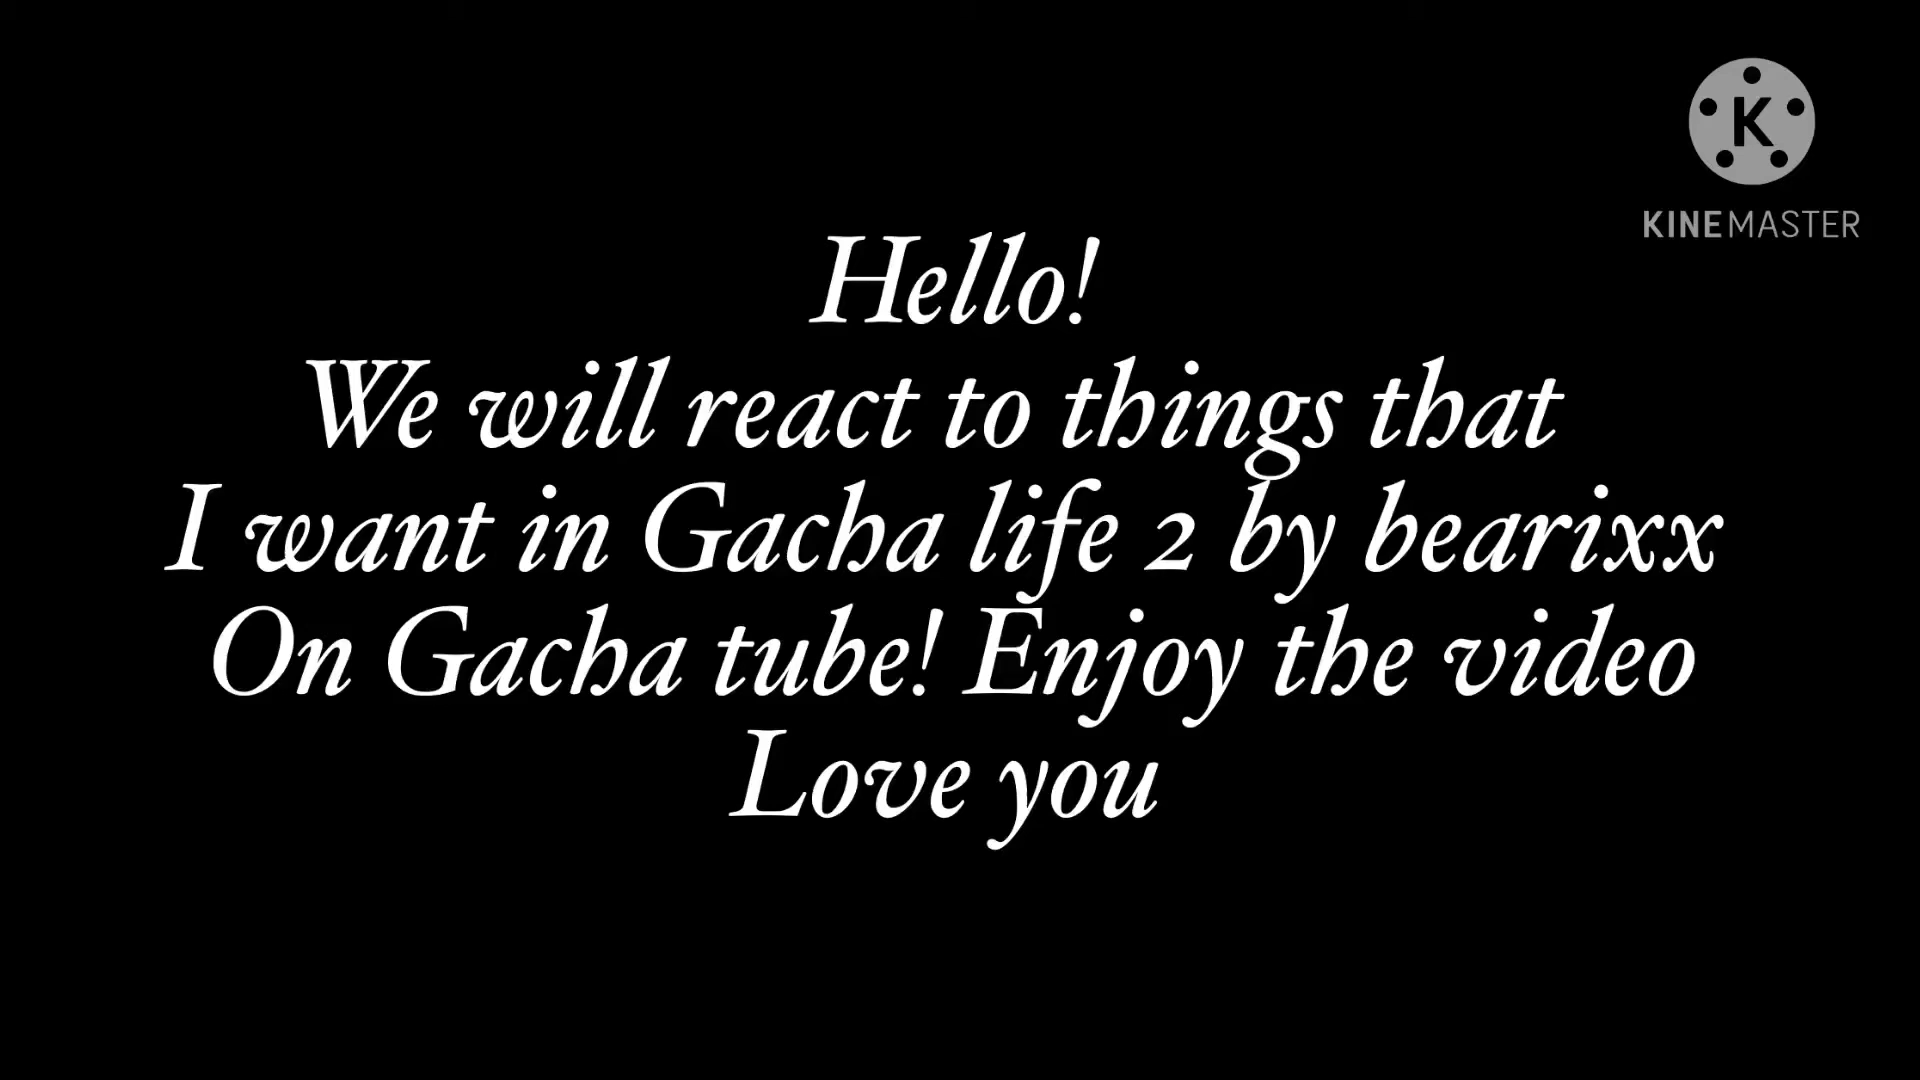 K
KINEMASTER
Hello!
We will react to things that
I want in Gacha life 2 by bearixx
On Gacha tube! Enjoy the video
Love you